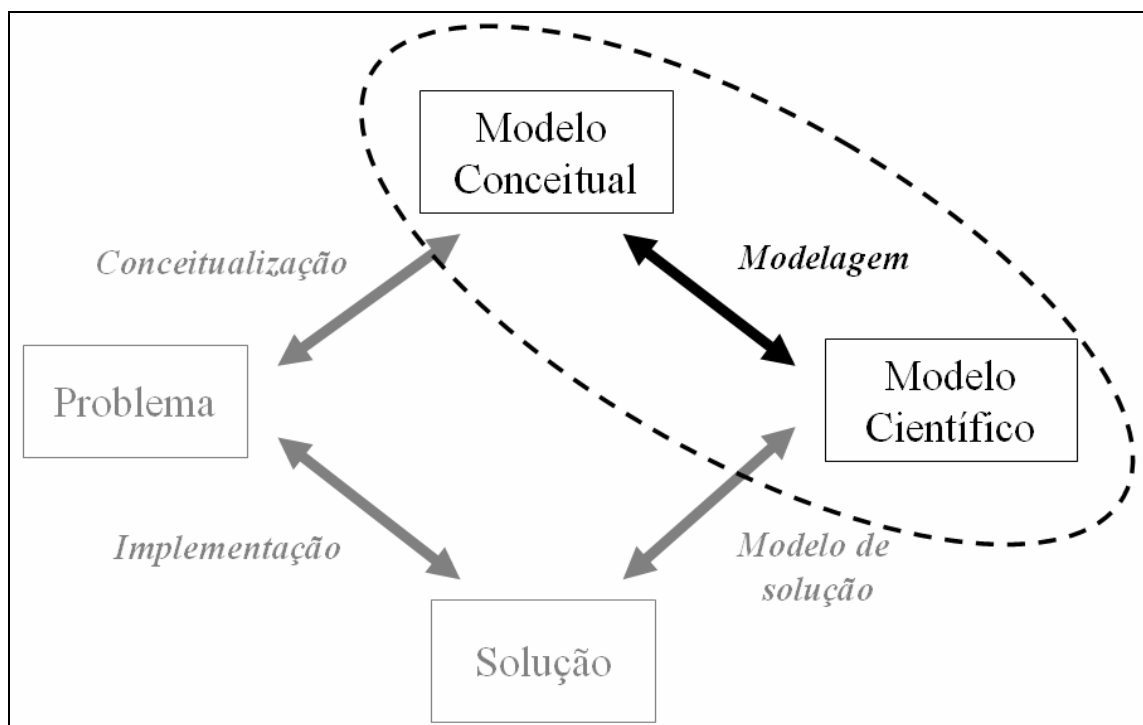 Modelo
Conceitual
Conceitualização
Modelagem
Problema
Modelo
Científico
Implementação
Modelo de
solução
Solução